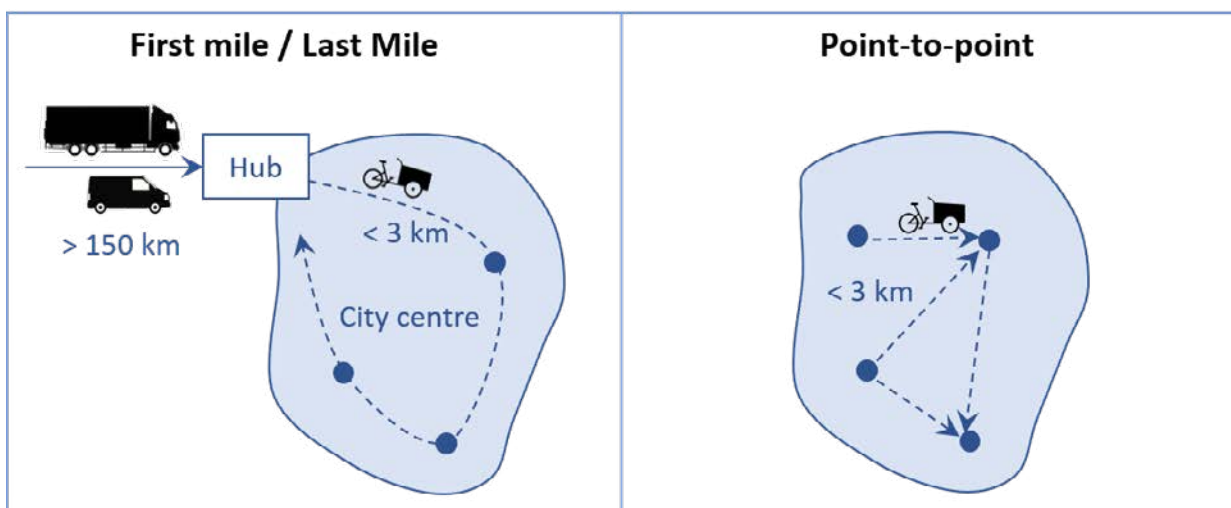 First mile / Last Mile
Hub
> 150 km
< 3 km
City centre
Point-to-point
< 3 km